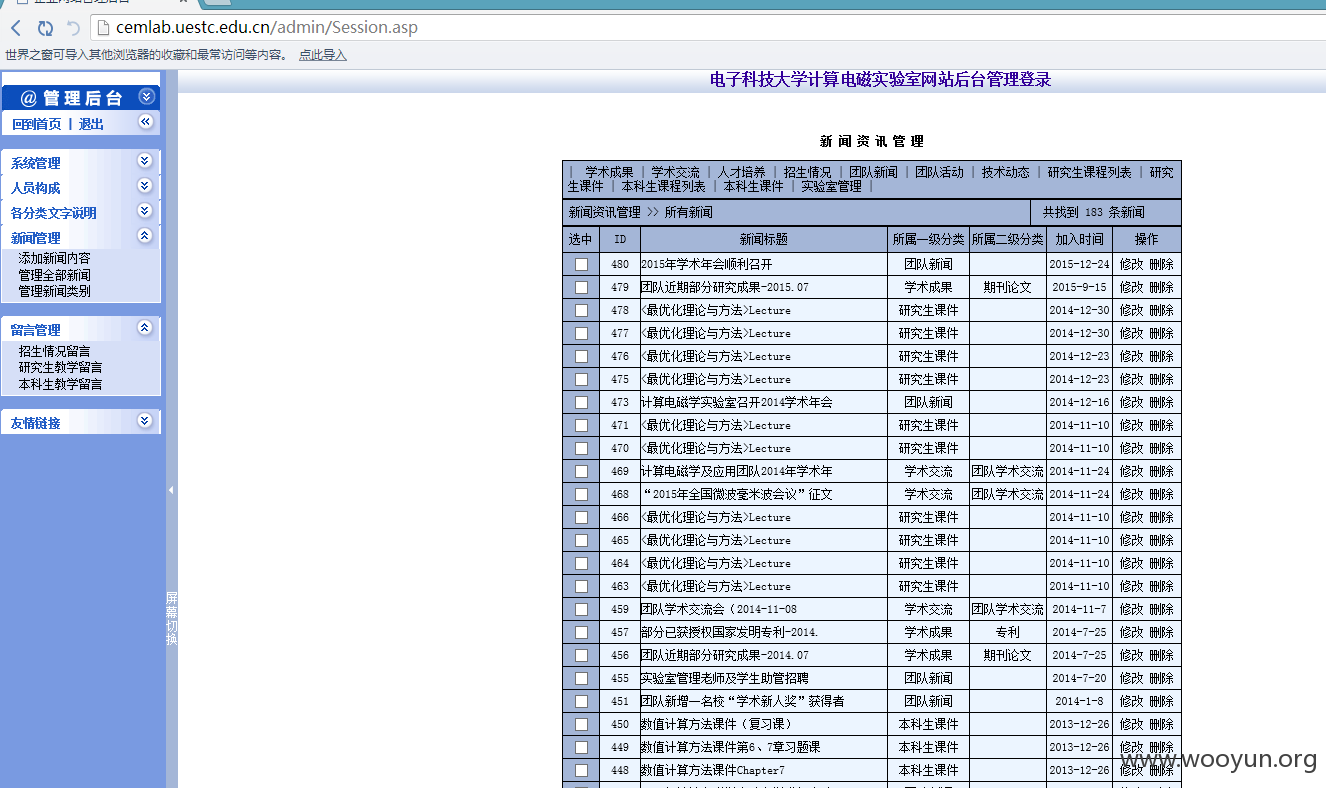 企业网站管理后台
cemlab.uestc.edu.cn/admin/Session.asp
世界之窗可导入其他浏览器的收藏和最常访问等内容。 点此导入
@ 管理后台
回到首页 | 退出
系统管理
人员构成
各分类文字说明
新闻管理
添加新闻内容
管理全部新闻
管理新闻类别
留言管理
招生情况留言
研究生教学留言
本科生教学留言
友情链接
屏幕切换
电子科技大学计算电磁实验室网站后台管理登录
新闻资讯管理
| 学术成果 | 学术交流 | 人才培养 | 招生情况 | 团队新闻 | 团队活动 | 技术动态 | 研究生课程列表 | 研究
生课件 | 本科生课程列表 | 本科生课件 | 实验室管理 |
新闻资讯管理 >> 所有新闻 共找到 183 条新闻
选中 ID 新闻标题 所属一级分类 所属二级分类 加入时间 操作
480 2015年学术年会顺利召开 团队新闻 2015-12-24 修改 删除
479 团队近期部分研究成果-2015.07 学术成果 期刊论文 2015-9-15 修改 删除
478 <最优化理论与方法>Lecture 研究生课件 2014-12-30 修改 删除
477 <最优化理论与方法>Lecture 研究生课件 2014-12-30 修改 删除
476 <最优化理论与方法>Lecture 研究生课件 2014-12-23 修改 删除
475 <最优化理论与方法>Lecture 研究生课件 2014-12-23 修改 删除
473 计算电磁学实验室召开2014学术年会 团队新闻 2014-12-16 修改 删除
471 <最优化理论与方法>Lecture 研究生课件 2014-11-10 修改 删除
470 <最优化理论与方法>Lecture 研究生课件 2014-11-10 修改 删除
469 计算电磁学及应用团队2014年学术年 学术交流 团队学术交流 2014-11-24 修改 删除
468 “2015年全国微波毫米波会议”征文 学术交流 团队学术交流 2014-11-24 修改 删除
466 <最优化理论与方法>Lecture 研究生课件 2014-11-10 修改 删除
465 <最优化理论与方法>Lecture 研究生课件 2014-11-10 修改 删除
464 <最优化理论与方法>Lecture 研究生课件 2014-11-10 修改 删除
463 <最优化理论与方法>Lecture 研究生课件 2014-11-10 修改 删除
459 团队学术交流会（2014-11-08 学术交流 团队学术交流 2014-11-7 修改 删除
457 部分已获授权国家发明专利-2014. 学术成果 专利 2014-7-25 修改 删除
456 团队近期部分研究成果-2014.07 学术成果 期刊论文 2014-7-25 修改 删除
455 实验室管理老师及学生助管招聘 团队新闻 2014-7-20 修改 删除
451 团队新增一名校“学术新人奖”获得者 团队新闻 2014-1-8 修改 删除
450 数值计算方法课件（复习课） 本科生课件 2013-12-26 修改 删除
449 数值计算方法课件第6、7章习题课 本科生课件 2013-12-26 修改 删除
448 数值计算方法课件Chapter7 本科生课件 2013-12-26 修改 删除
www.wooyun.org